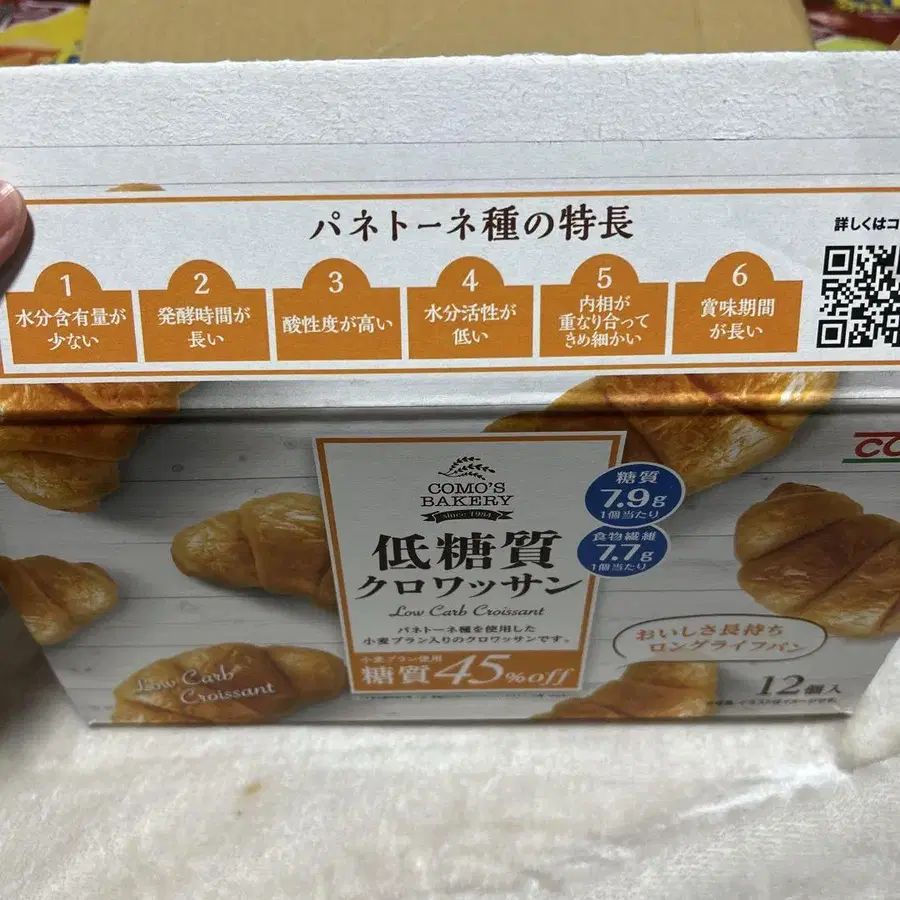 パネトーネ種の特長
詳しくはコ
1
水分含有量が
少ない
2
発酵時間が
長い
3
酸性度が高い
4
水分活性が
低い
5
内相が
重なり合って
きめ細かい
6
賞味期間
が長い
COMO'S
BAKERY
since 1984
低糖質
クロワッサン
Low Carb Croissant
パネトーネ種を使用した
小麦ブラン入りのクロワッサンです。
小麦ブラン使用
糖質45%off
糖質
7.9g
1個当たり
食物繊維
7.7g
1個当たり
おいしさ長持ち
ロングライフパン
12個入
Low Carb
Croissant